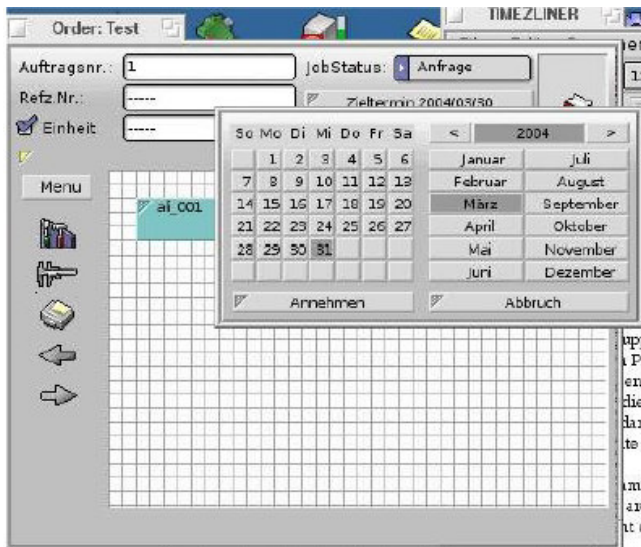 Order: Test
TIMEZLINER
Auftragsnr.: 1
JobStatus: Anfrage
Refz.Nr.: -----
Zieltermin 2004/03/30
Einheit -----
Menu
ai_001
So Mo Di Mi Do Fr Sa
1 2 3 4 5 6
7 8 9 10 11 12 13
14 15 16 17 18 19 20
21 22 23 24 25 26 27
28 29 30 31
< 2004 >
Januar Juli
Februar August
März September
April Oktober
Mai November
Juni Dezember
Annehmen Abbruch